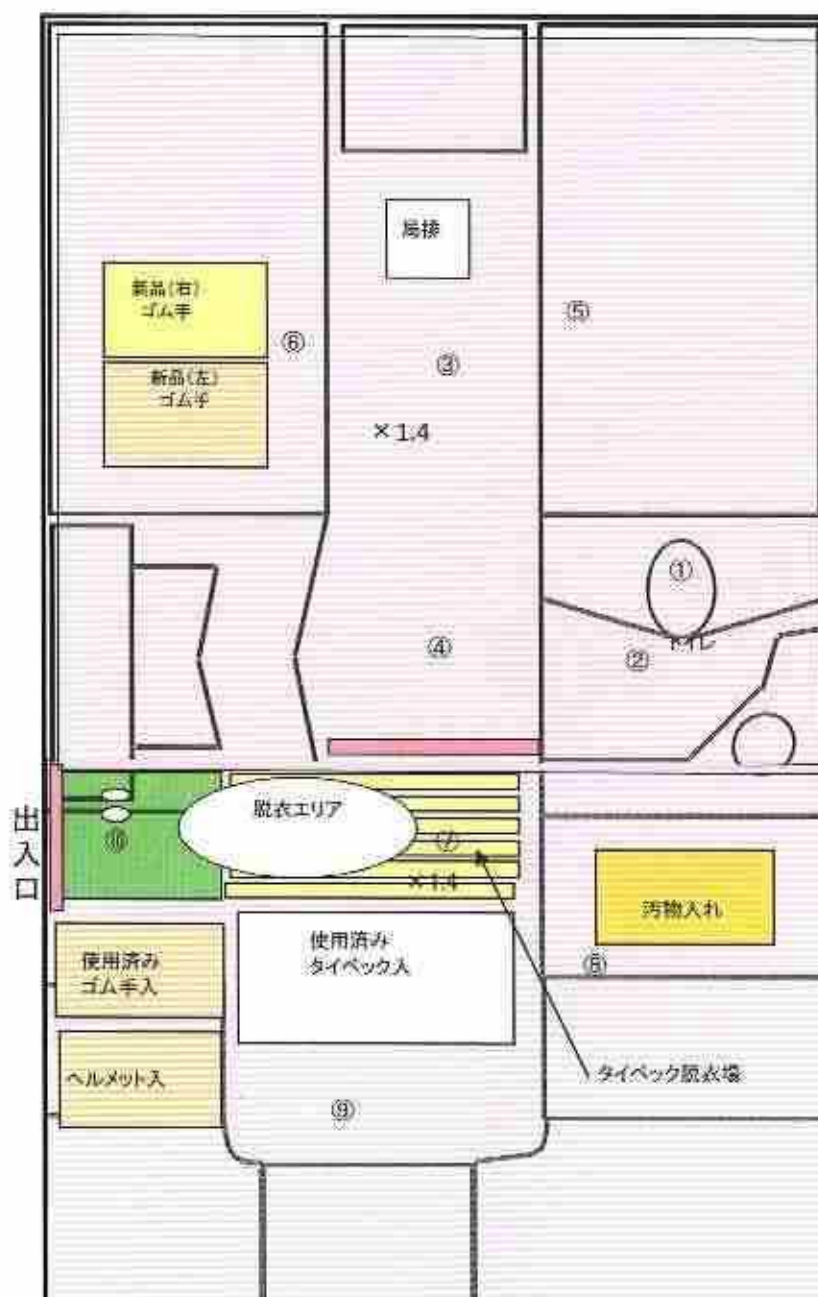 局排
新品(右)
ゴム手
⑥
③
⑤
新品(左)
ゴム手
×1.4
①
トイレ
②
④
出入口
脱衣エリア
⑦
×1.4
汚物入れ
使用済み
タイベック入
使用済み
ゴム手入
⑧
ヘルメット入
タイベック脱衣場
⑨